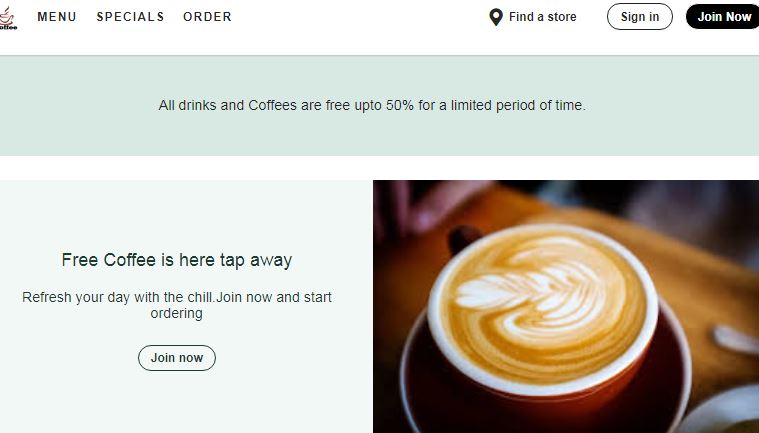 MENU SPECIALS ORDER Find a store Sign in Join Now
All drinks and Coffees are free upto 50% for a limited period of time.
Free Coffee is here tap away
Refresh your day with the chill.Join now and start
ordering
Join now